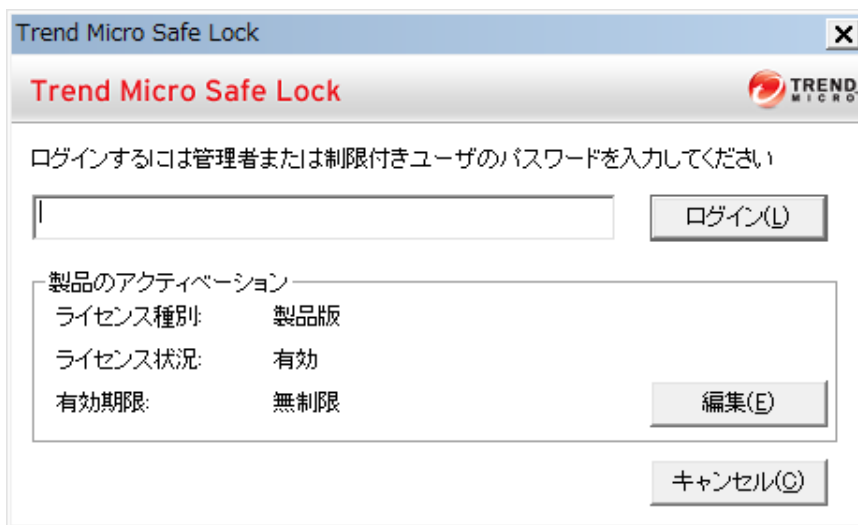 Trend Micro Safe Lock
Trend Micro Safe Lock
TREND
MICRO
ログインするには管理者または制限付きユーザのパスワードを入力してください
ログイン(L)
製品のアクティベーション
ライセンス種別: 製品版
ライセンス状況: 有効
有効期限: 無制限
編集(E)
キャンセル(C)